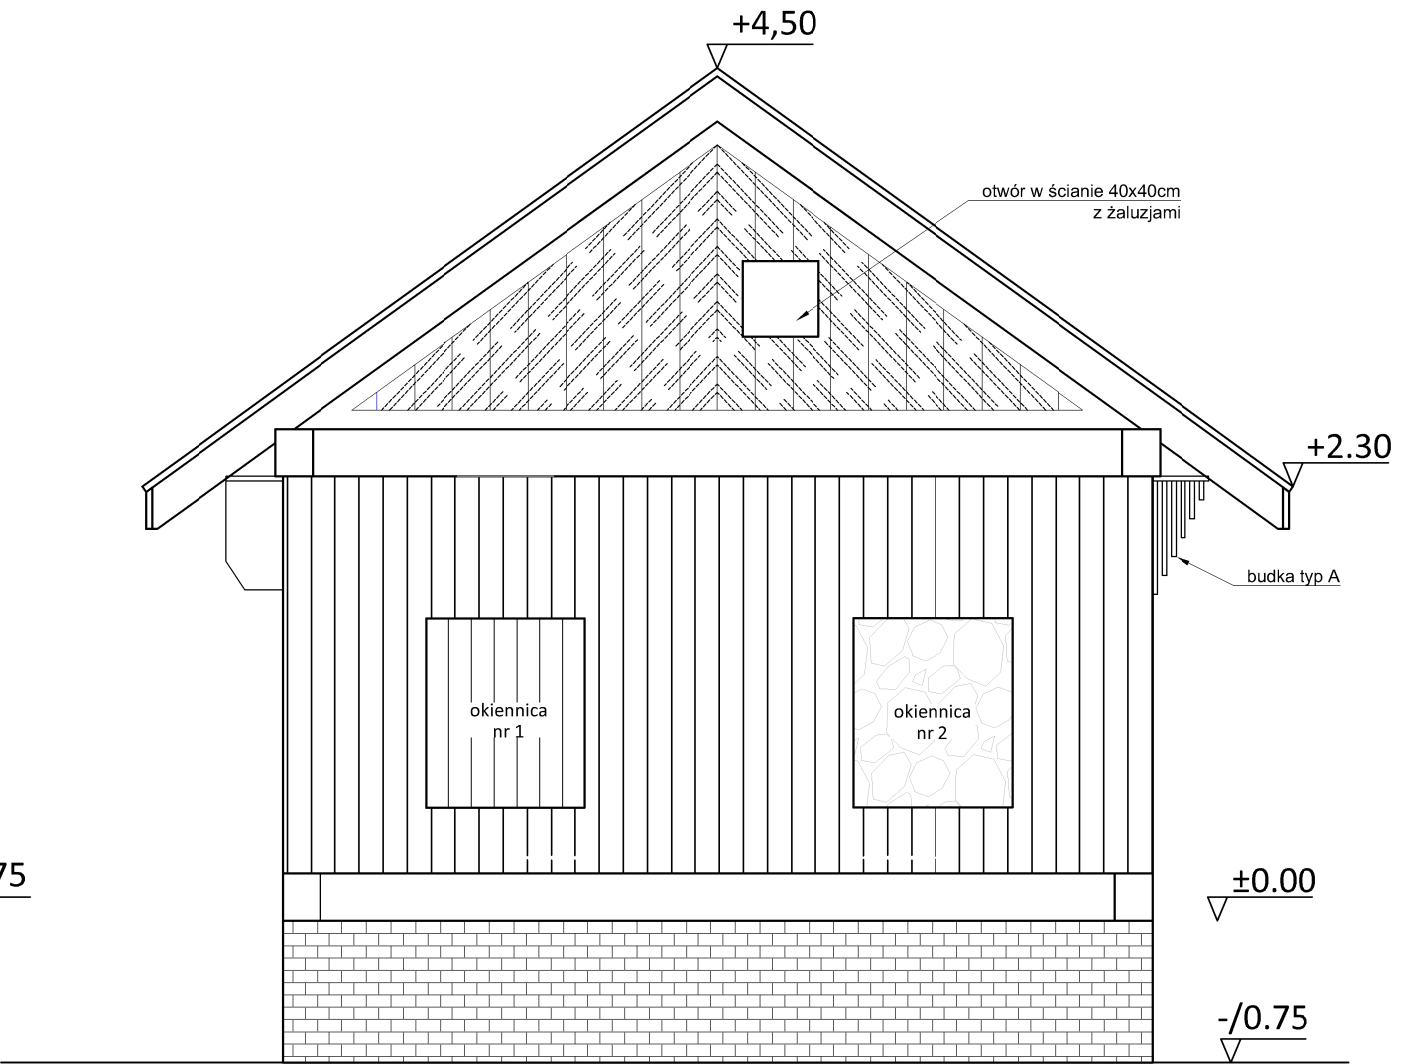 +4,50
otwór w ścianie 40x40cm
z żaluzjami
+2.30
budka typ A
okiennica
nr 1
okiennica
nr 2
75
±0.00
-/0.75